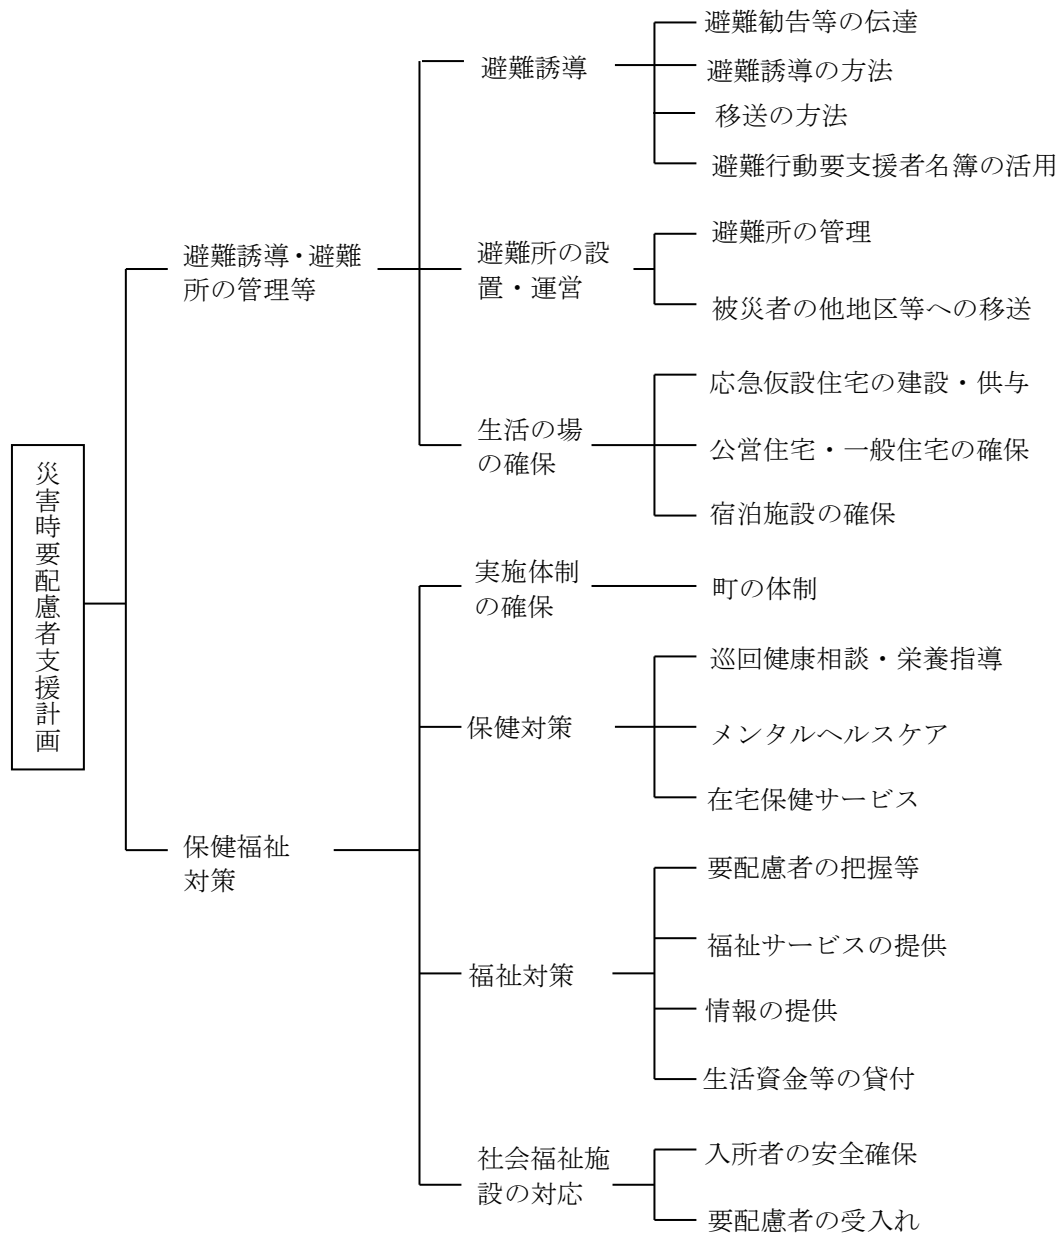 災害時要配慮者支援計画
避難誘導・避難
所の管理等
避難誘導
避難勧告等の伝達
避難誘導の方法
移送の方法
避難行動要支援者名簿の活用
避難所の設
置・運営
避難所の管理
被災者の他地区等への移送
生活の場
の確保
応急仮設住宅の建設・供与
公営住宅・一般住宅の確保
宿泊施設の確保
保健福祉
対策
実施体制
の確保
町の体制
保健対策
巡回健康相談・栄養指導
メンタルヘルスケア
在宅保健サービス
福祉対策
要配慮者の把握等
福祉サービスの提供
情報の提供
生活資金等の貸付
社会福祉施
設の対応
入所者の安全確保
要配慮者の受入れ